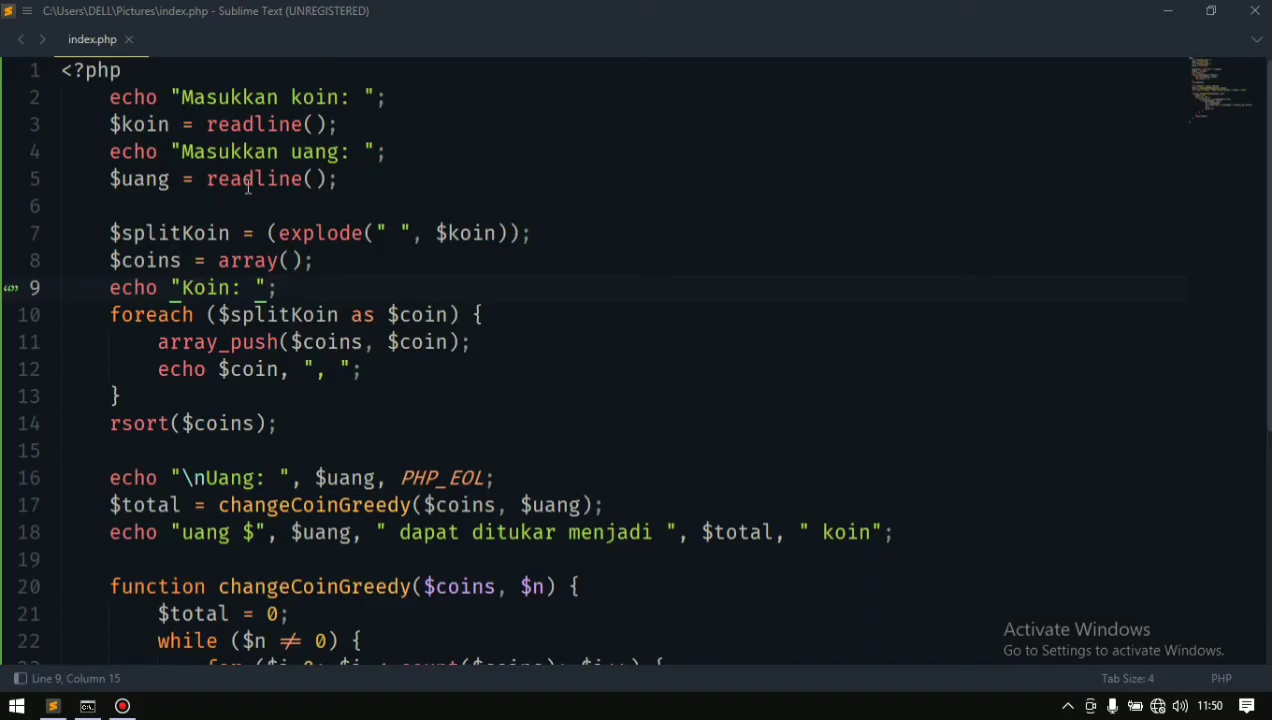 C:\Users\DELL\Pictures\index.php - Sublime Text (UNREGISTERED)
index.php
1 <?php
2 echo "Masukkan koin: ";
3 $koin = readline();
4 echo "Masukkan uang: ";
5 $uang = readline();
6
7 $splitKoin = (explode(" ", $koin));
8 $coins = array();
9 echo "Koin: ";
10 foreach ($splitKoin as $coin) {
11 array_push($coins, $coin);
12 echo $coin, ", ";
13 }
14 rsort($coins);
15
16 echo "\nUang: ", $uang, PHP_EOL;
17 $total = changeCoinGreedy($coins, $uang);
18 echo "uang $", $uang, " dapat ditukar menjadi ", $total, " koin";
19
20 function changeCoinGreedy($coins, $n) {
21 $total = 0;
22 while ($n ≠ 0) {
Activate Windows
Go to Settings to activate Windows.
Line 9, Column 15
Tab Size: 4
PHP
11:50